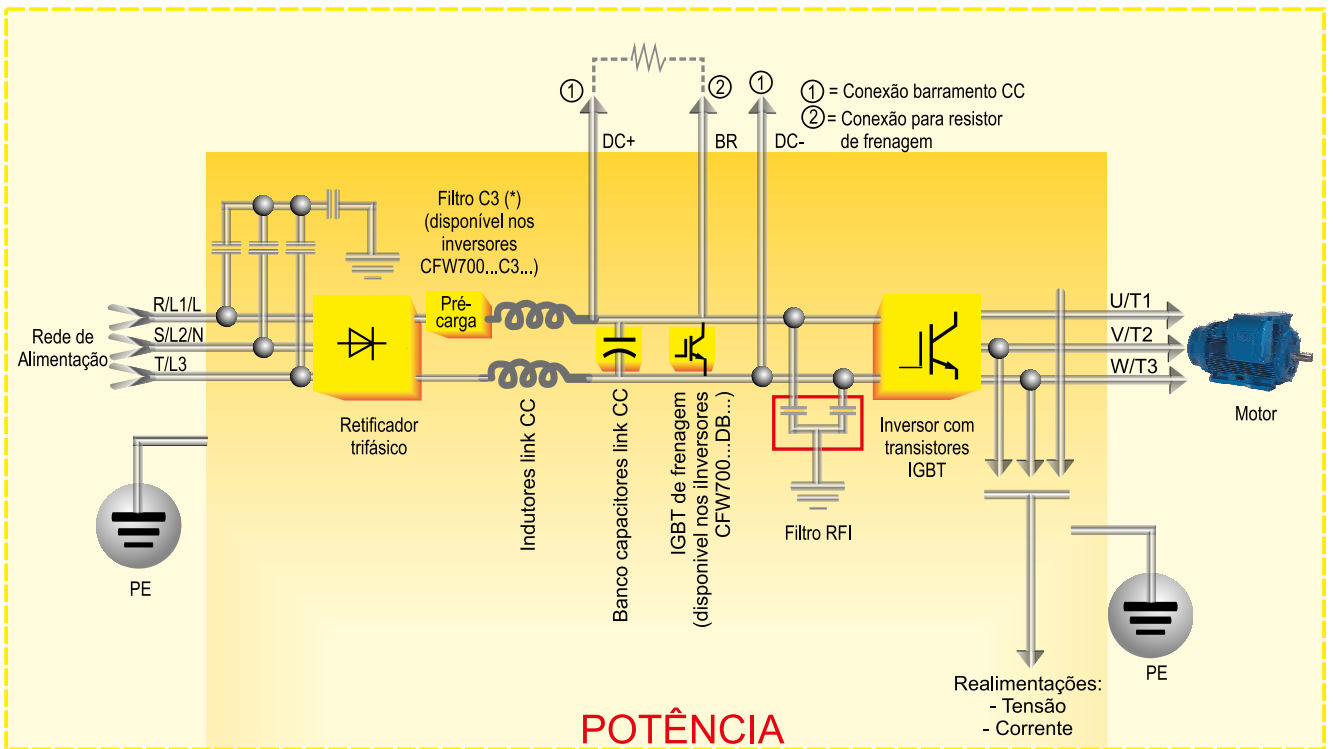 ① = Conexão barramento CC
② = Conexão para resistor
de frenagem
①
②
①
DC+
BR
DC-
Filtro C3 (*)
(disponível nos
inversores
CFW700...C3...)
Rede de
Alimentação
R/L1/L
S/L2/N
T/L3
Pré-
carga
U/T1
V/T2
W/T3
Motor
Retificador
trifásico
Indutores link CC
Banco capacitores link CC
IGBT de frenagem
(disponivel nos iInversores
CFW700...DB...)
Filtro RFI
Inversor com
transistores
IGBT
PE
PE
Realimentações:
- Tensão
- Corrente
POTÊNCIA